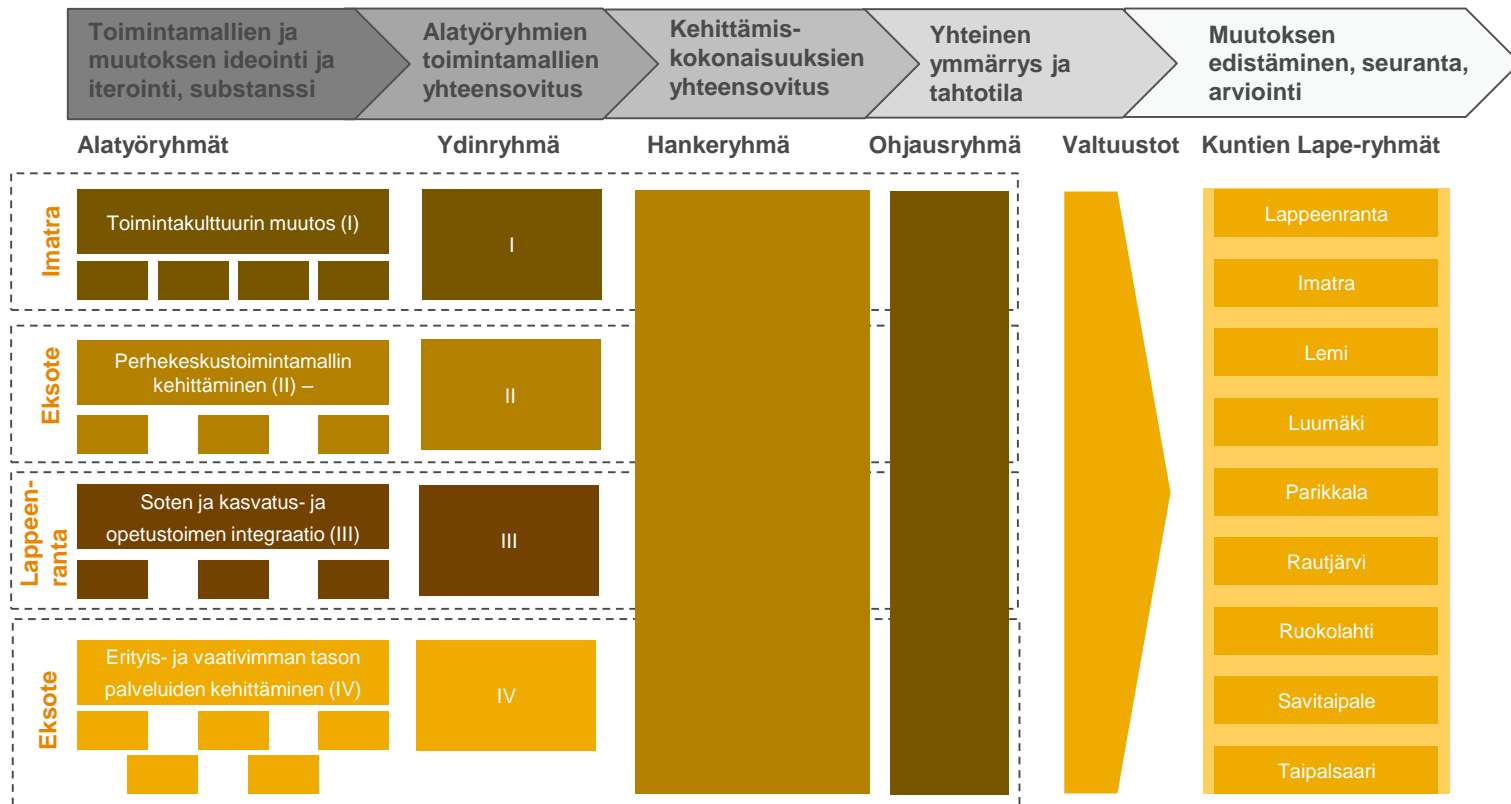 Toimintamallien ja
muutoksen ideointi ja
iterointi, substanssi
Alatyöryhmien
toimintamallien
yhteensovitus
Kehittämis-
kokonaisuuksien
yhteensovitus
Yhteinen
ymmärrys ja
tahtotila
Muutoksen
edistäminen, seuranta,
arviointi
Alatyöryhmät
Ydinryhmä
Hankeryhmä
Ohjausryhmä
Valtuustot
Kuntien Lape-ryhmät
Imatra
Toimintakulttuurin muutos (I)
I
Eksote
Perhekeskustoimintamallin
kehittäminen (II) –
II
Lappeen-
ranta
Soten ja kasvatus- ja
opetustoimen integraatio (III)
III
Eksote
Erityis- ja vaativimman tason
palveluiden kehittäminen (IV)
IV
Lappeenranta
Imatra
Lemi
Luumäki
Parikkala
Rautjärvi
Ruokolahti
Savitaipale
Taipalsaari